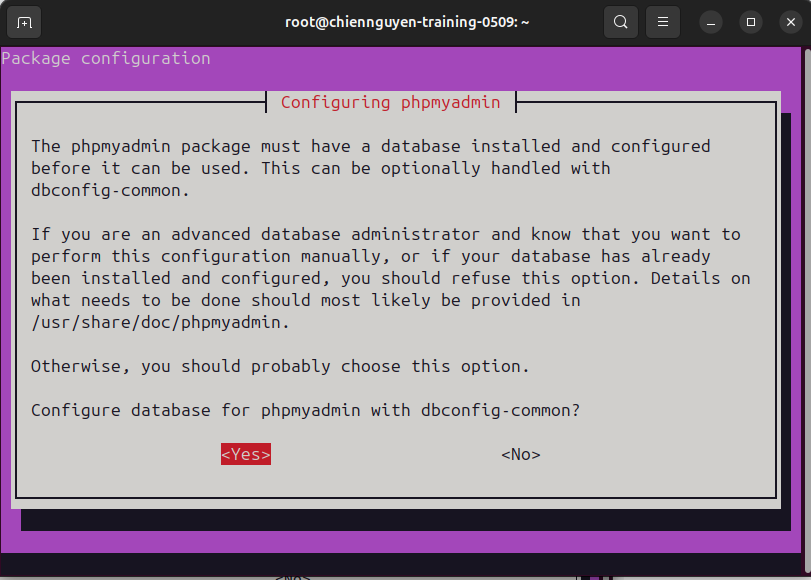 root@chiennguyen-training-0509: ~
Package configuration
Configuring phpmyadmin
The phpmyadmin package must have a database installed and configured
before it can be used. This can be optionally handled with
dbconfig-common.
If you are an advanced database administrator and know that you want to
perform this configuration manually, or if your database has already
been installed and configured, you should refuse this option. Details on
what needs to be done should most likely be provided in
/usr/share/doc/phpmyadmin.
Otherwise, you should probably choose this option.
Configure database for phpmyadmin with dbconfig-common?
<Yes> <No>
<No>